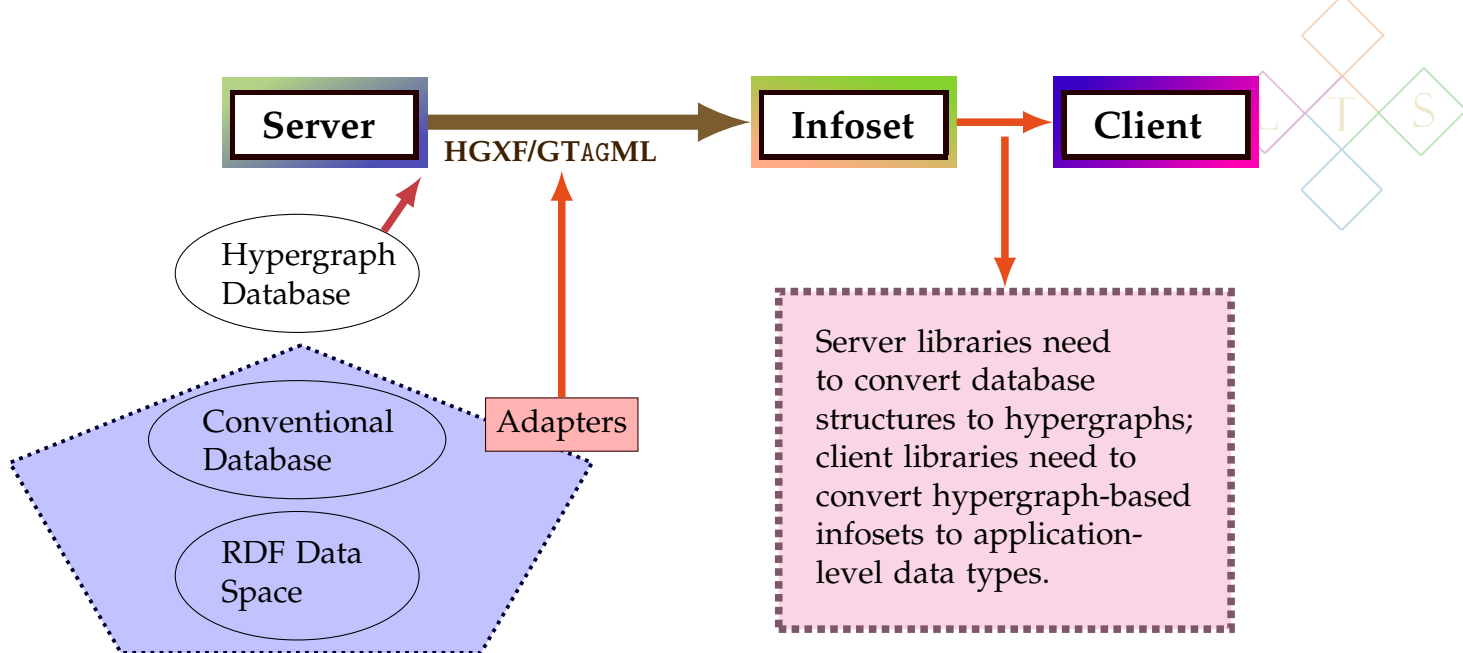 Server
Infoset
Client
HGXF/GTAGML
Hypergraph
Database
Conventional
Database
Adapters
RDF Data
Space
Server libraries need
to convert database
structures to hypergraphs;
client libraries need to
convert hypergraph-based
infosets to application-
level data types.
L T S